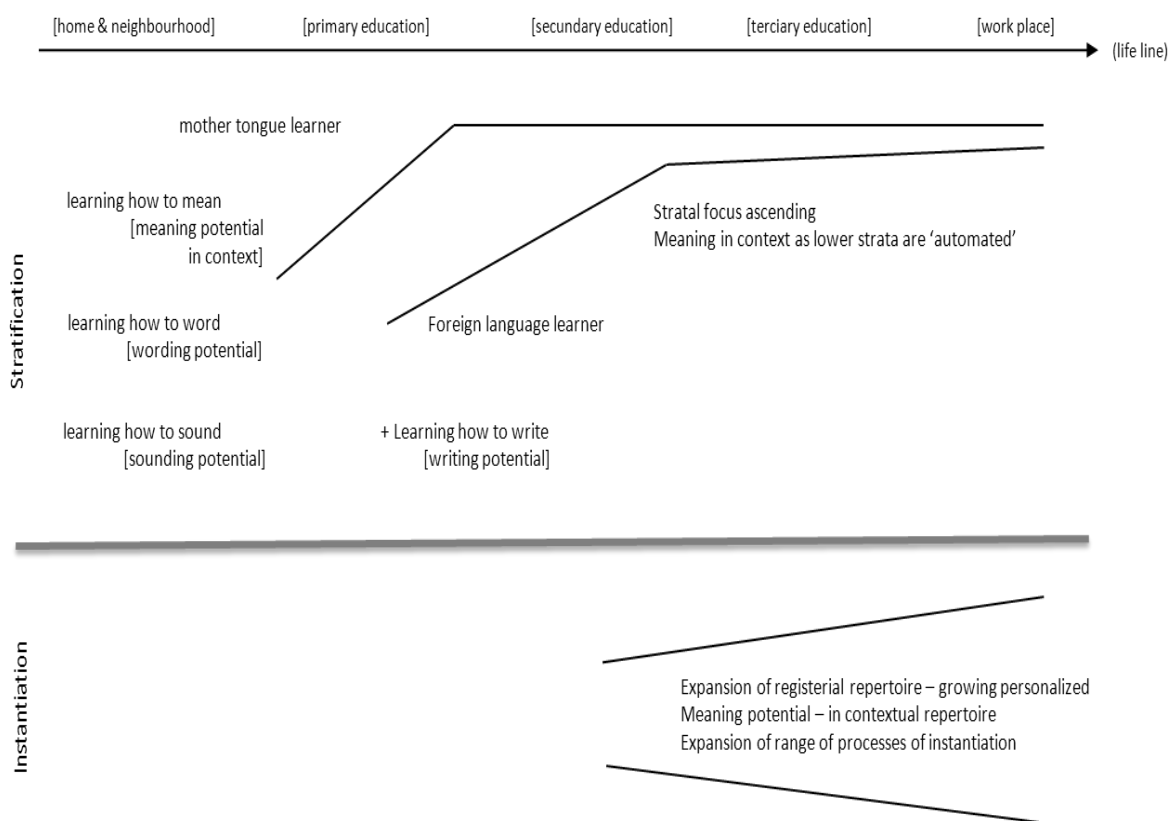 [home & neighbourhood]
[primary education]
[secundary education]
[terciary education]
[work place]
(life line)
mother tongue learner
learning how to mean
[meaning potential
in context]
Stratal focus ascending
Meaning in context as lower strata are ‘automated’
Stratification
learning how to word
[wording potential]
Foreign language learner
learning how to sound
[sounding potential]
+ Learning how to write
[writing potential]
Instantiation
Expansion of registerial repertoire – growing personalized
Meaning potential – in contextual repertoire
Expansion of range of processes of instantiation